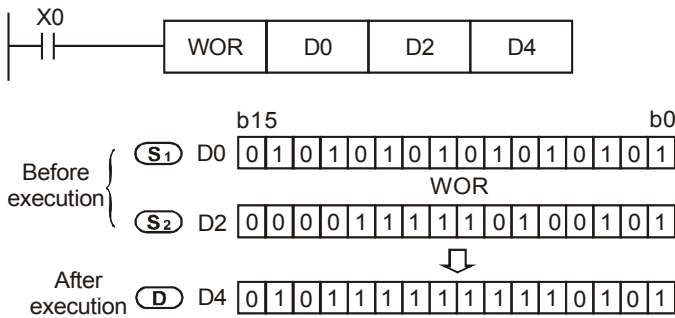 X0
WOR D0 D2 D4
b15 b0
Before execution
S1 D0 0 1 0 1 0 1 0 1 0 1 0 1 0 1 0 1
WOR
S2 D2 0 0 0 0 1 1 1 1 1 0 1 0 0 1 0 1
After execution
D D4 0 1 0 1 1 1 1 1 1 1 1 1 0 1 0 1